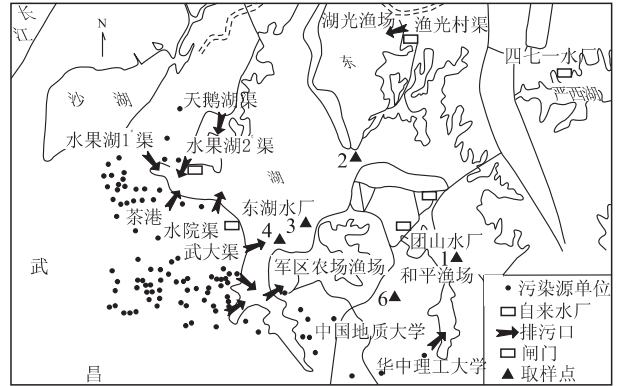 长江
N
湖光渔场
渔光村渠
东
四七一水厂
严西湖
沙湖
天鹅湖渠
水果湖1#渠
水果湖2#渠
2
湖
茶港
水院渠
东湖水厂
武大渠
4
3
团山水厂
1
武
军区农场渔场
和平渔场
6
中国地质大学
华中理工大学
昌
污染源单位
自来水厂
排污口
闸门
取样点